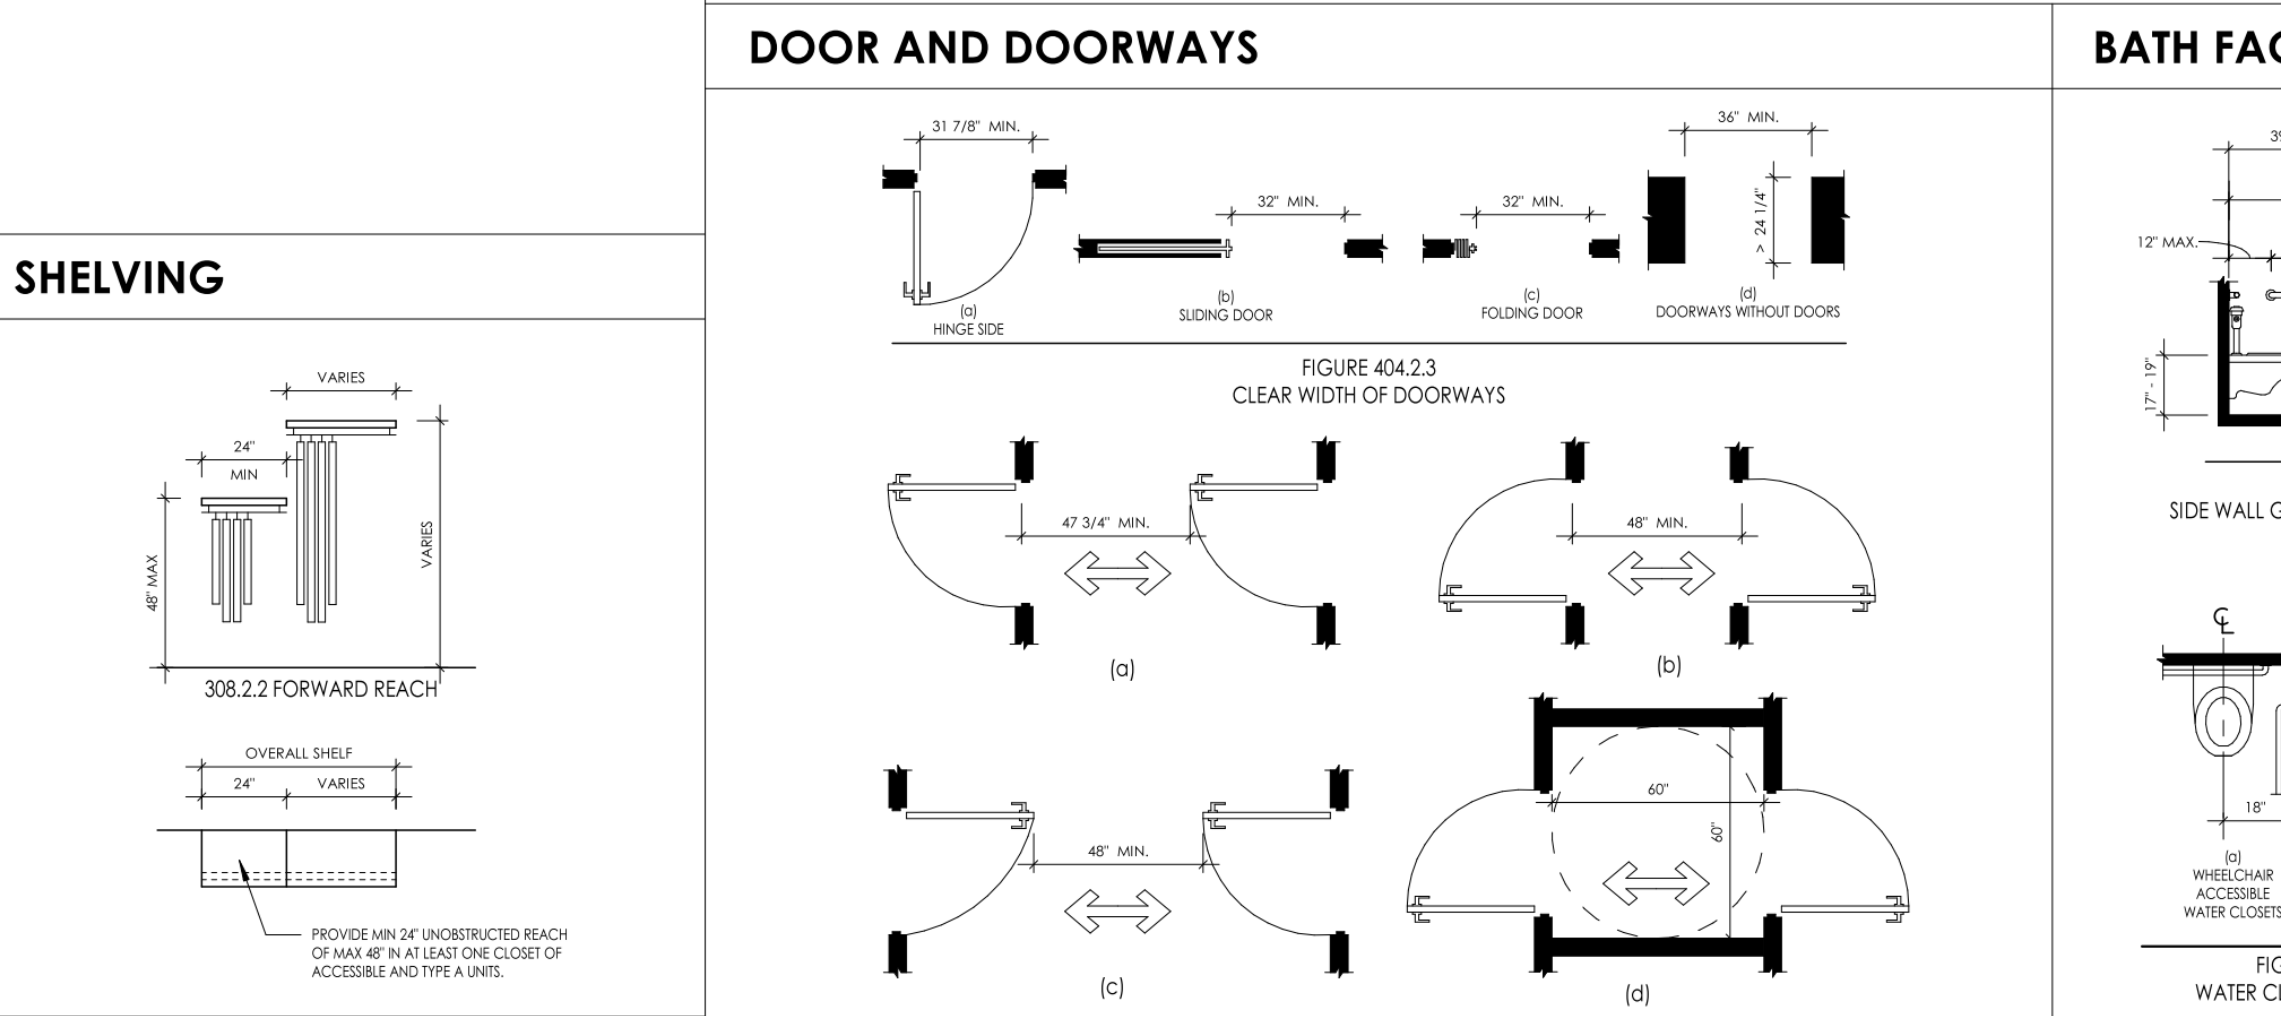 SHELVING
VARIES
24"
MIN
48" MAX
VARIES
308.2.2 FORWARD REACH
OVERALL SHELF
24" VARIES
PROVIDE MIN 24" UNOBSTRUCTED REACH
OF MAX 48" IN AT LEAST ONE CLOSET OF
ACCESSIBLE AND TYPE A UNITS.
DOOR AND DOORWAYS
31 7/8" MIN.
(a)
HINGE SIDE
32" MIN.
(b)
SLIDING DOOR
32" MIN.
(c)
FOLDING DOOR
36" MIN.
> 24 1/4"
(d)
DOORWAYS WITHOUT DOORS
FIGURE 404.2.3
CLEAR WIDTH OF DOORWAYS
47 3/4" MIN.
(a)
48" MIN.
(b)
48" MIN.
(c)
60"
60"
(d)
BATH FAC
39
12" MAX.
17" - 19"
SIDE WALL G
℄
18"
(a)
WHEELCHAIR
ACCESSIBLE
WATER CLOSETS
FIG
WATER CL